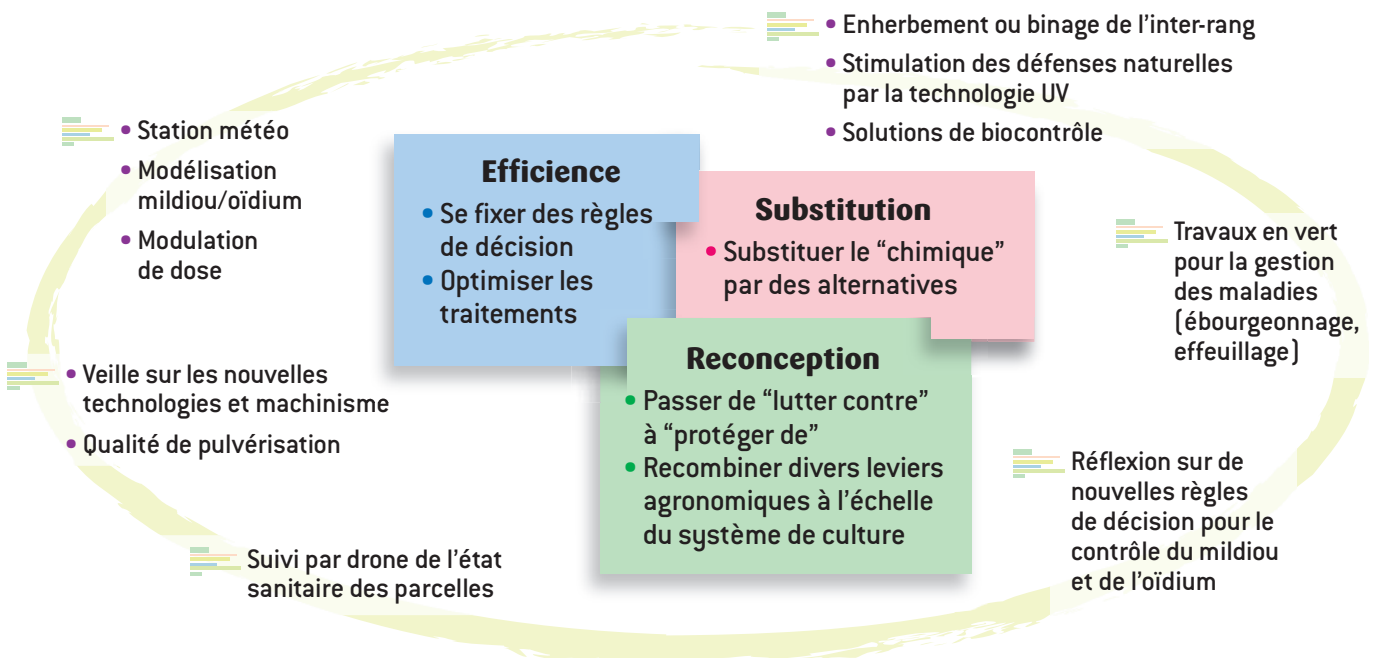 • Enherbement ou binage de l’inter-rang
• Stimulation des défenses naturelles
par la technologie UV
• Solutions de biocontrôle
• Station météo
• Modélisation
mildiou/oïdium
• Modulation
de dose
Efficience
• Se fixer des règles
de décision
• Optimiser les
traitements
Substitution
• Substituer le “chimique”
par des alternatives
Travaux en vert
pour la gestion
des maladies
(ébourgeonnage,
effeuillage)
Reconception
• Passer de “lutter contre”
à “protéger de”
• Recombiner divers leviers
agronomiques à l’échelle
du système de culture
• Veille sur les nouvelles
technologies et machinisme
• Qualité de pulvérisation
Réflexion sur de
nouvelles règles
de décision pour le
contrôle du mildiou
et de l’oïdium
Suivi par drone de l’état
sanitaire des parcelles